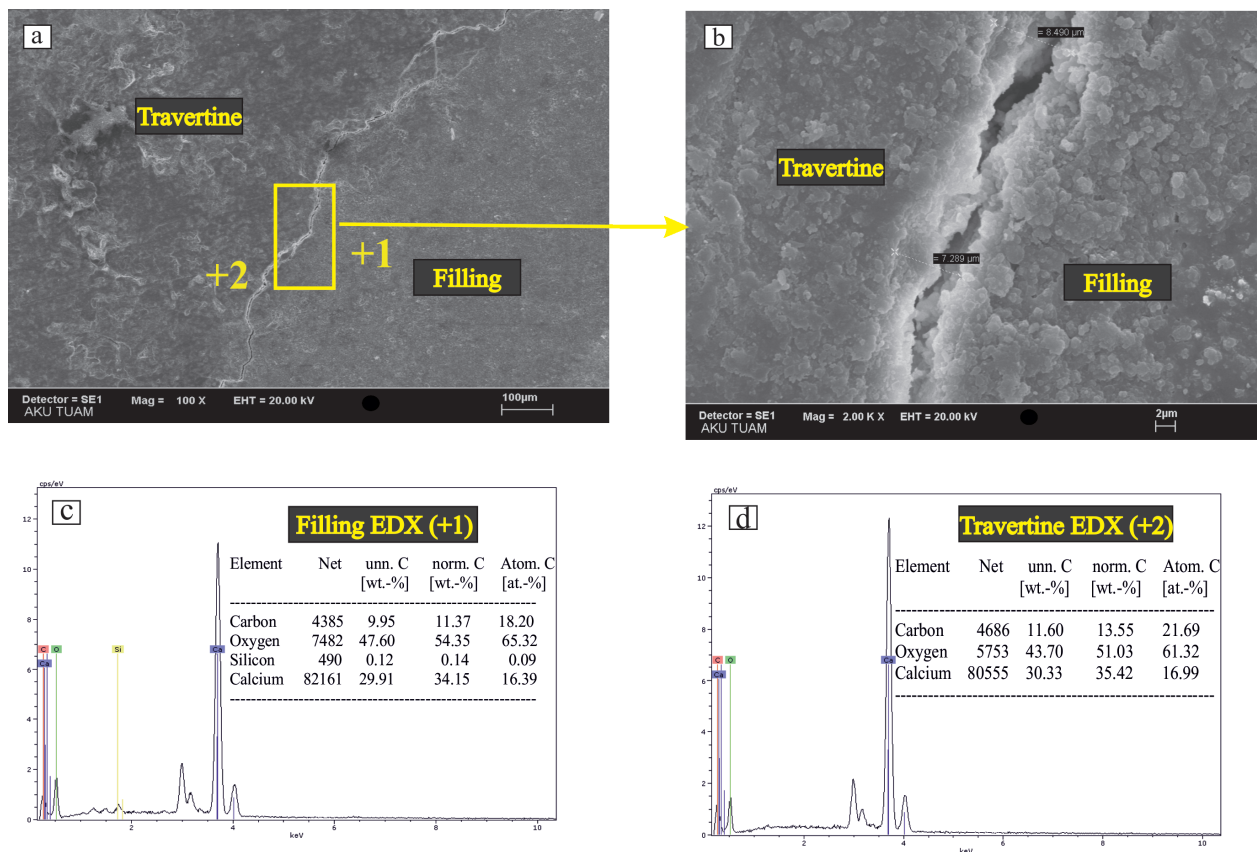 a
Travertine
+2
+1
Filling
Detector = SE1 Mag = 100 X EHT = 20.00 kV 100µm
AKU TUAM
b
= 8.490 µm
Travertine
= 7.289 µm
Filling
Detector = SE1 Mag = 2.00 K X EHT = 20.00 kV 2µm
AKU TUAM
cps/eV
c
Filling EDX (+1)
Element Net unn. C norm. C Atom. C
[wt.-%] [wt.-%] [at.-%]
Carbon 4385 9.95 11.37 18.20
Oxygen 7482 47.60 54.35 65.32
Silicon 490 0.12 0.14 0.09
Calcium 82161 29.91 34.15 16.39
12
10
8
6
4
2
0
C O Si Ca
Ca
2 4 6 8 10
keV
cps/eV
d
Travertine EDX (+2)
Element Net unn. C norm. C Atom. C
[wt.-%] [wt.-%] [at.-%]
Carbon 4686 11.60 13.55 21.69
Oxygen 5753 43.70 51.03 61.32
Calcium 80555 30.33 35.42 16.99
12
10
8
6
4
2
0
C O Ca
Ca
2 4 6 8 10
keV